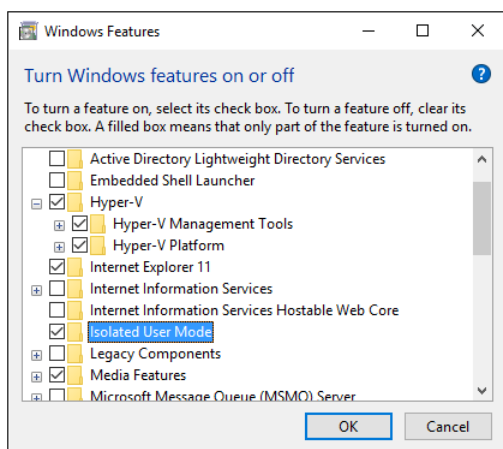 Windows Features
Turn Windows features on or off
To turn a feature on, select its check box. To turn a feature off, clear its
check box. A filled box means that only part of the feature is turned on.
Active Directory Lightweight Directory Services
Embedded Shell Launcher
Hyper-V
Hyper-V Management Tools
Hyper-V Platform
Internet Explorer 11
Internet Information Services
Internet Information Services Hostable Web Core
Isolated User Mode
Legacy Components
Media Features
Microsoft Message Queue (MSMQ) Server
OK Cancel